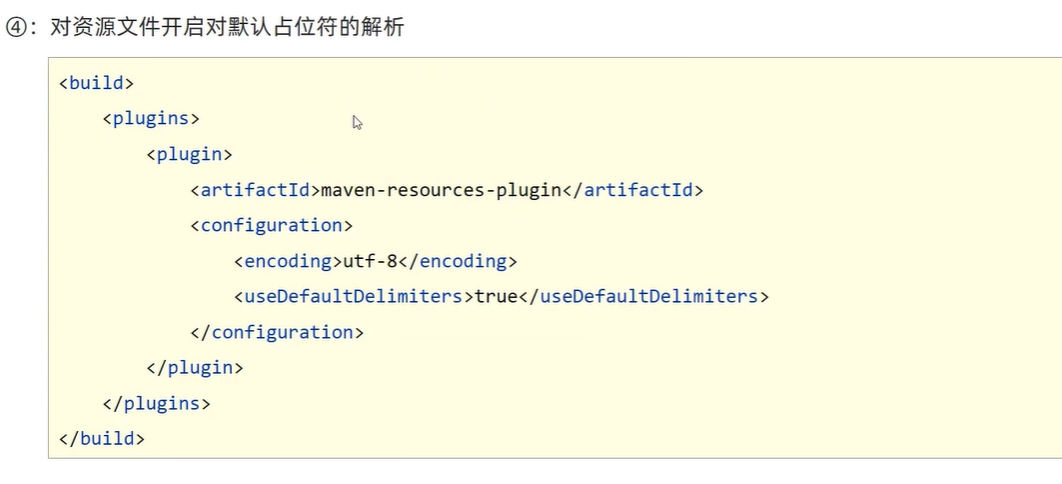 ④：对资源文件开启对默认占位符的解析
<build>
    <plugins>
        <plugin>
            <artifactId>maven-resources-plugin</artifactId>
            <configuration>
                <encoding>utf-8</encoding>
                <useDefaultDelimiters>true</useDefaultDelimiters>
            </configuration>
        </plugin>
    </plugins>
</build>